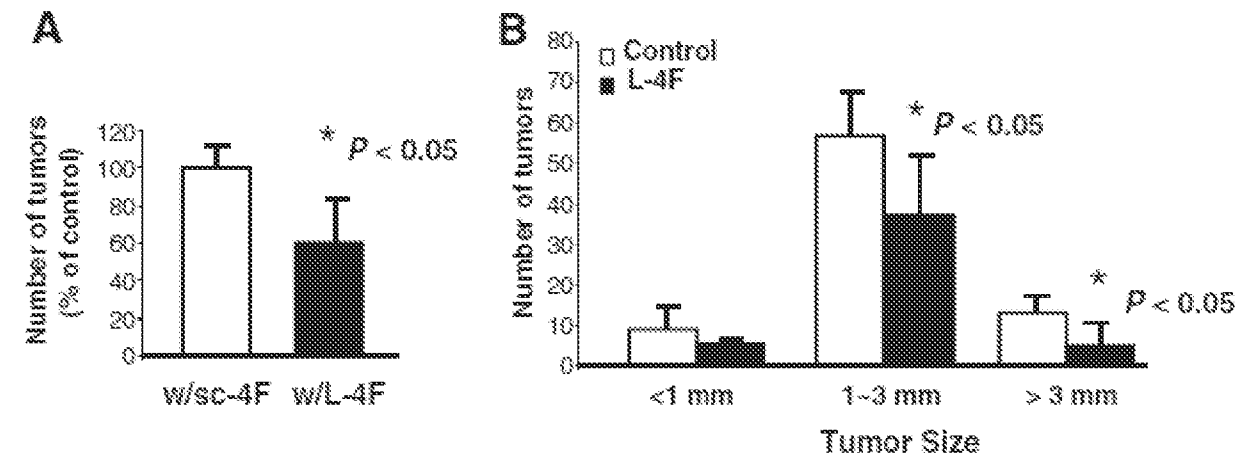 A
Number of tumors
(% of control)
120
100
80
60
40
20
0
* P < 0.05
w/sc-4F w/L-4F
B
Number of tumors
80
70
60
50
40
30
20
10
0
Control
L-4F
* P < 0.05
*
P < 0.05
<1 mm 1~3 mm > 3 mm
Tumor Size